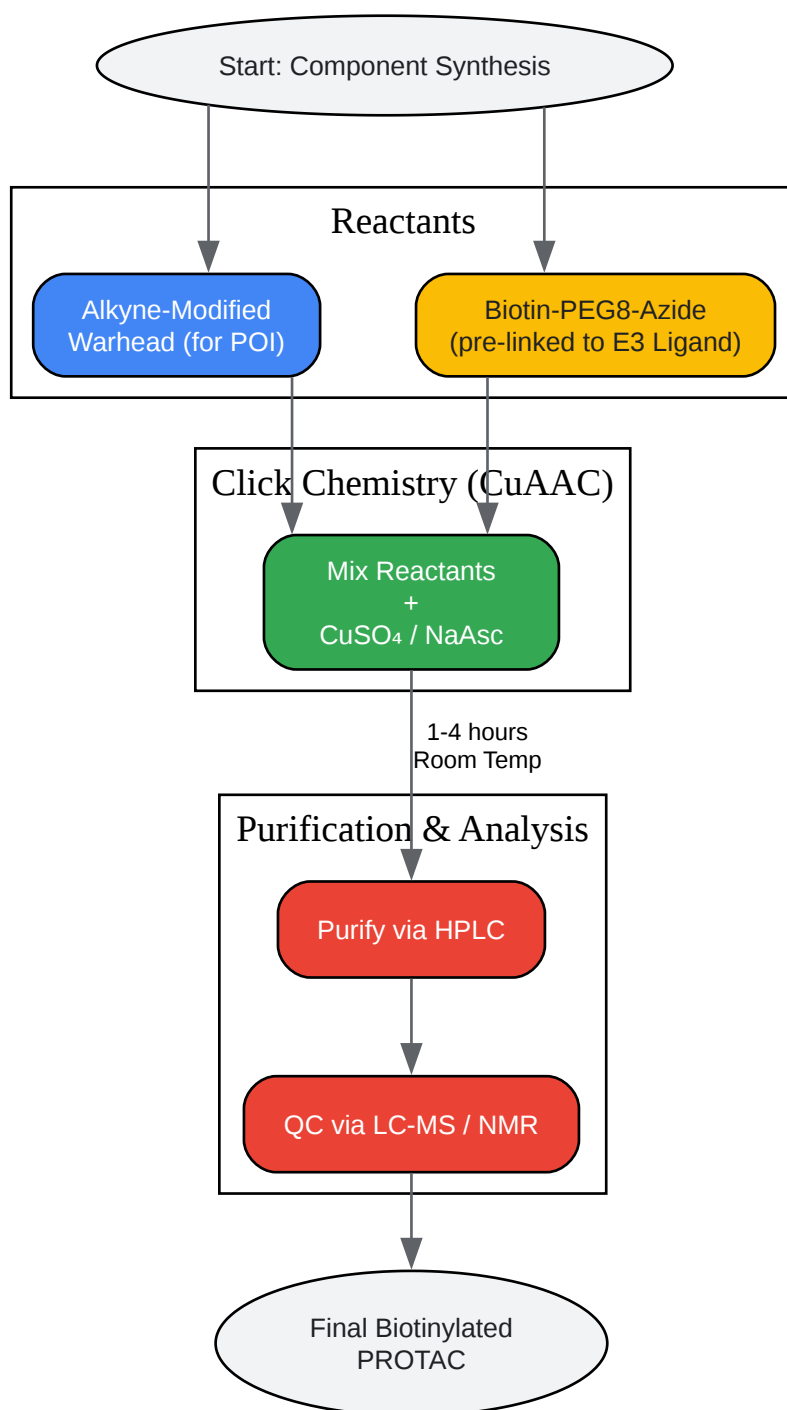 Start: Component Synthesis
Reactants
Alkyne-Modified
Warhead (for POI)
Biotin-PEG8-Azide
(pre-linked to E3 Ligand)
Click Chemistry (CuAAC)
Mix Reactants
+
CuSO₄ / NaAsc
1-4 hours
Room Temp
Purification & Analysis
Purify via HPLC
QC via LC-MS / NMR
Final Biotinylated
PROTAC